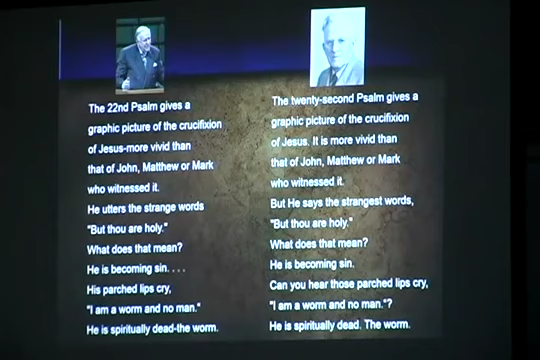 The 22nd Psalm gives a
graphic picture of the crucifixion
of Jesus-more vivid than
that of John, Matthew or Mark
who witnessed it.
He utters the strange words
"But thou are holy."
What does that mean?
He is becoming sin....
His parched lips cry,
"I am a worm and no man."
He is spiritually dead-the worm.
The twenty-second Psalm gives a
graphic picture of the crucifixion
of Jesus. It is more vivid than
that of John, Matthew or Mark
who witnessed it.
But He says the strangest words,
"But thou are holy."
What does that mean?
He is becoming sin.
Can you hear those parched lips cry,
"I am a worm and no man."?
He is spiritually dead. The worm.